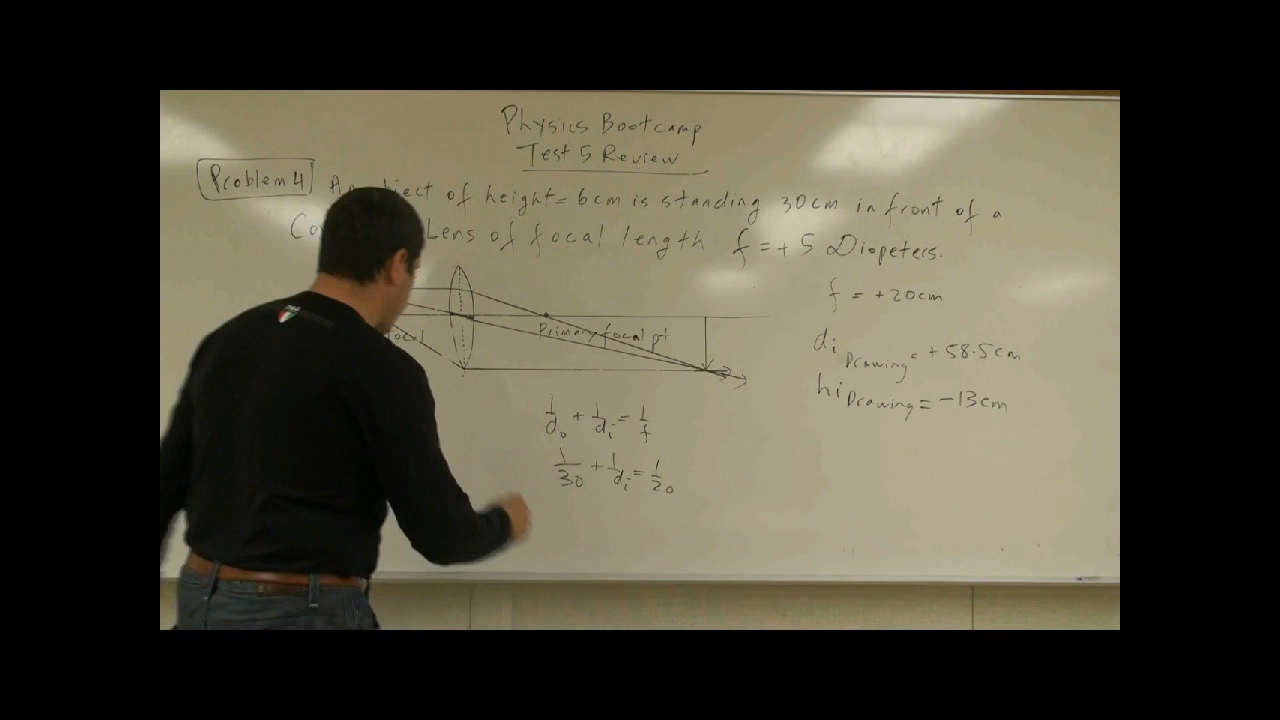 Physics Bootcamp
Test 5 Review
Problem 4 of height = 6cm is standing 30cm in front of a
Lens of focal length f = + 5 Diopeters.
f = +20cm
Primary focal pt
di Drawing = + 58.5cm
hi Drawing = -13cm
1/do + 1/di = 1/f
1/30 + 1/di = 1/20